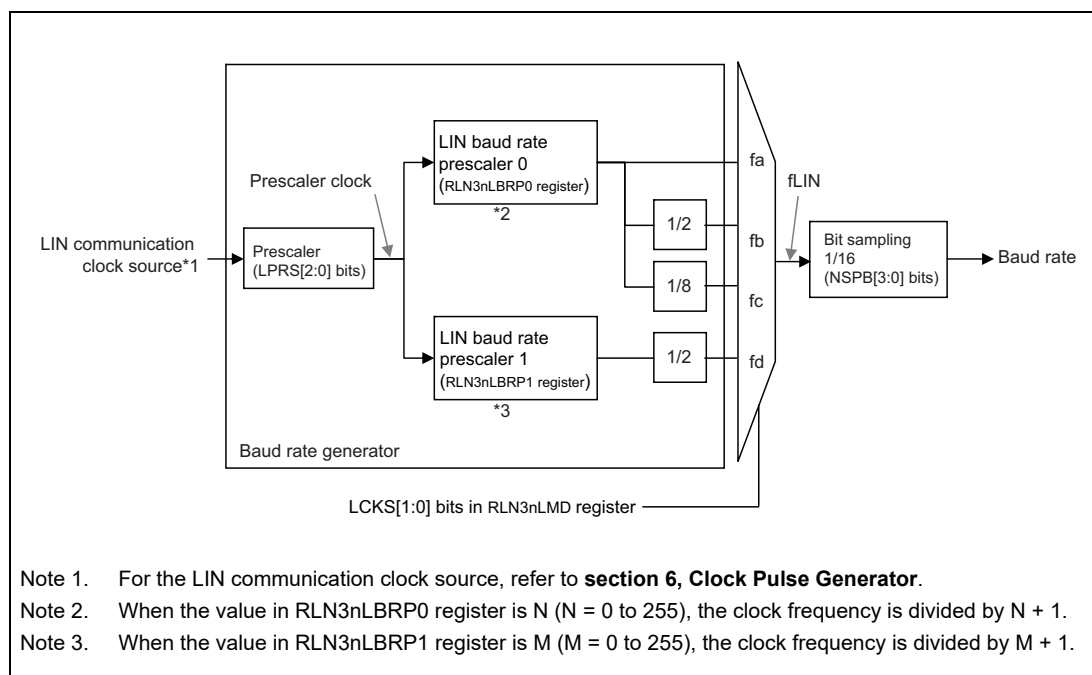 LIN baud rate
prescaler 0
(RLN3nLBRP0 register)
*2
fa
Prescaler clock
fLIN
1/2
fb
LIN communication
clock source*1
Prescaler
(LPRS[2:0] bits)
Bit sampling
1/16
(NSPB[3:0] bits)
Baud rate
1/8
fc
LIN baud rate
prescaler 1
(RLN3nLBRP1 register)
*3
1/2
fd
Baud rate generator
LCKS[1:0] bits in RLN3nLMD register
Note 1. For the LIN communication clock source, refer to section 6, Clock Pulse Generator.
Note 2. When the value in RLN3nLBRP0 register is N (N = 0 to 255), the clock frequency is divided by N + 1.
Note 3. When the value in RLN3nLBRP1 register is M (M = 0 to 255), the clock frequency is divided by M + 1.